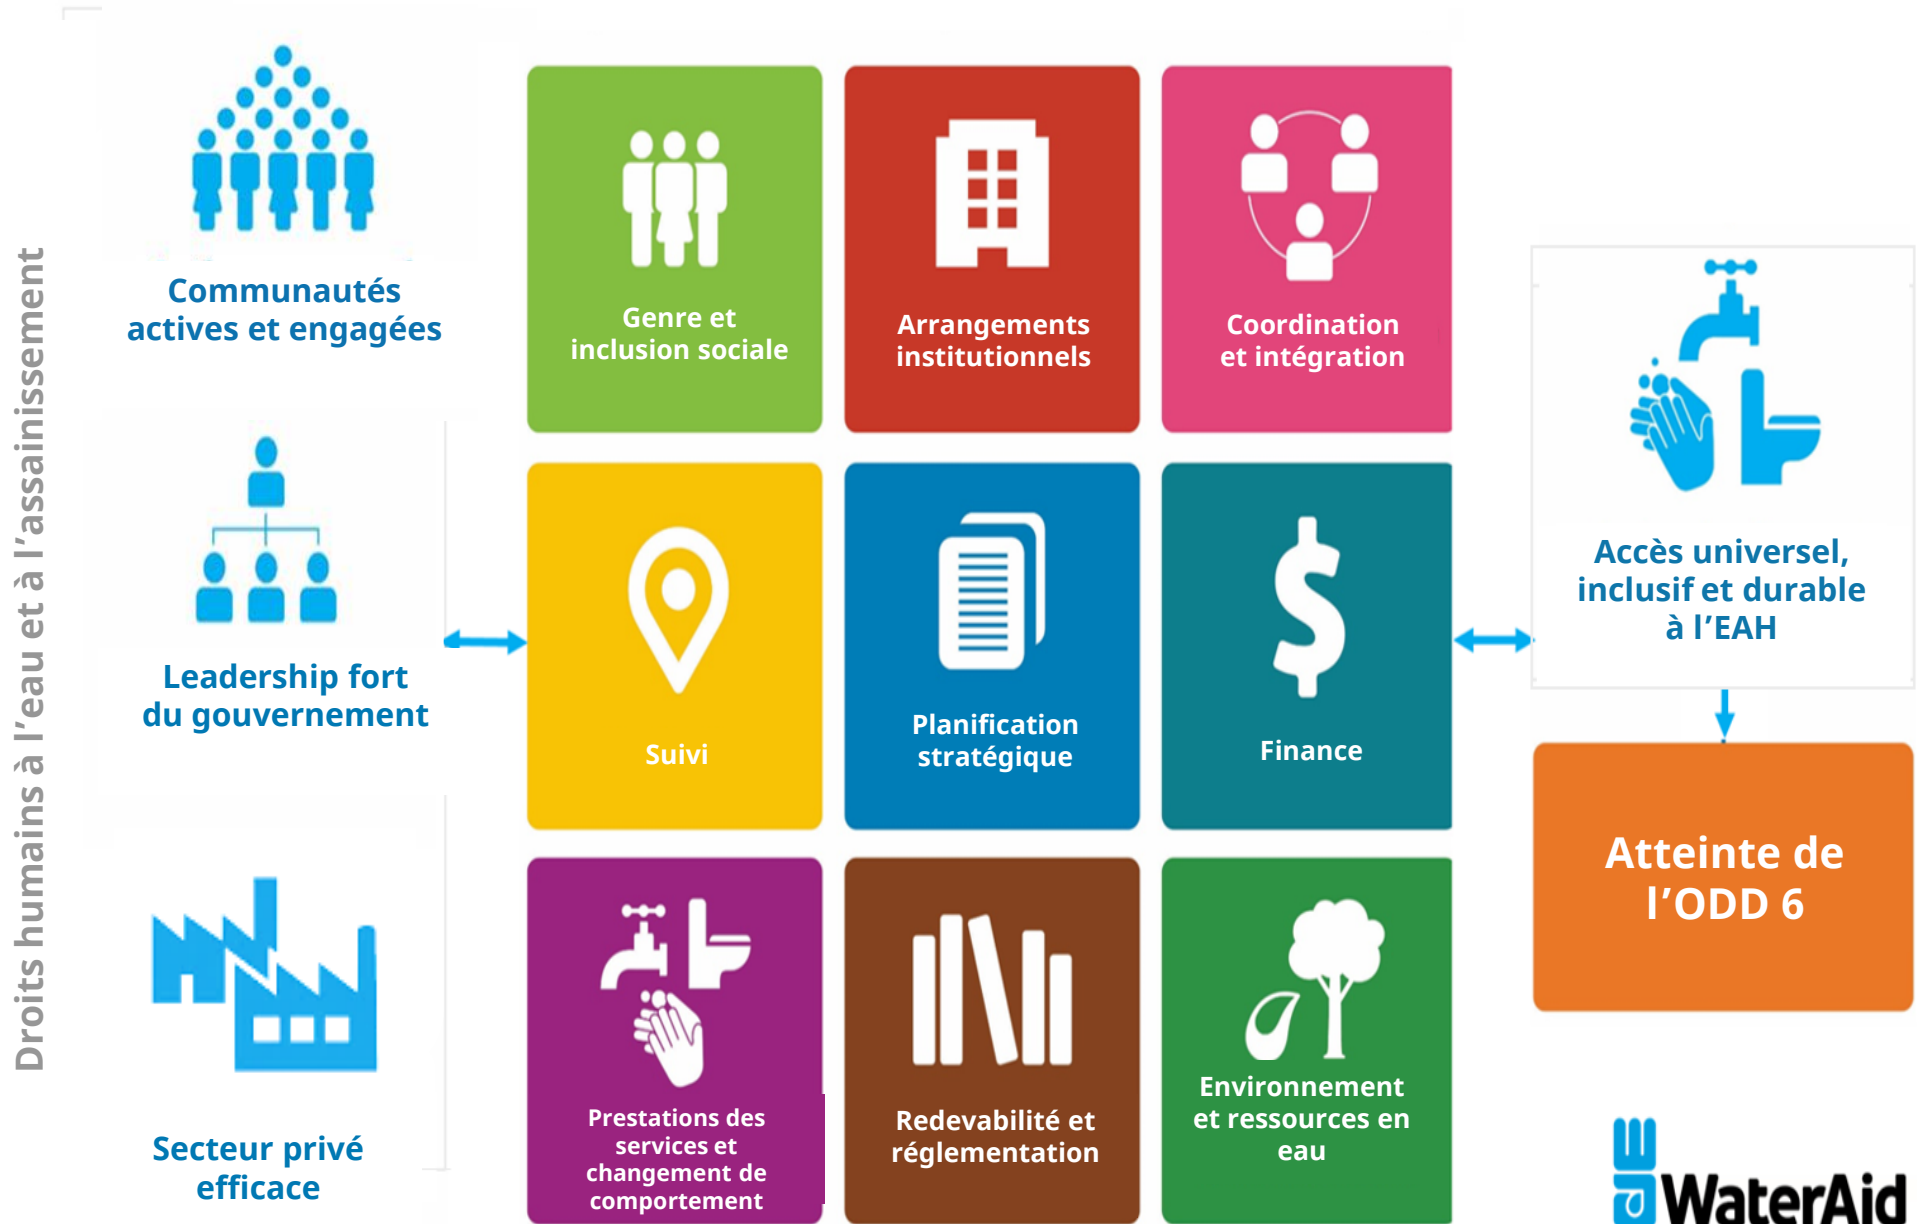 Droits humains à l’eau et à l’assainissement
Communautés
actives et engagées
Leadership fort
du gouvernement
Secteur privé
efficace
Genre et
inclusion sociale
Arrangements
institutionnels
Coordination
et intégration
Suivi
Planification
stratégique
Finance
Prestations des
services et
changement de
comportement
Redevabilité et
réglementation
Environnement
et ressources en
eau
Accès universel,
inclusif et durable
à l’EAH
Atteinte de
l’ODD 6
WaterAid